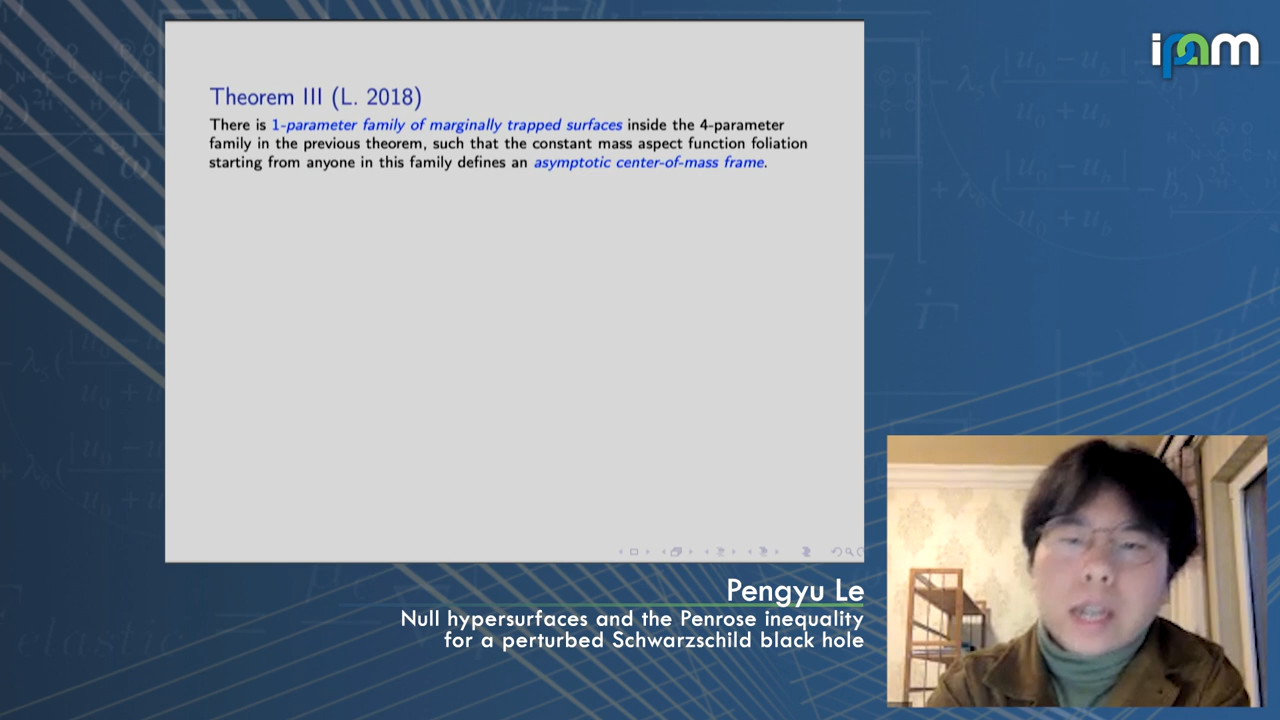 ipam
Theorem III (L. 2018)
There is 1-parameter family of marginally trapped surfaces inside the 4-parameter
family in the previous theorem, such that the constant mass aspect function foliation
starting from anyone in this family defines an asymptotic center-of-mass frame.
Pengyu Le
Null hypersurfaces and the Penrose inequality
for a perturbed Schwarzschild black hole